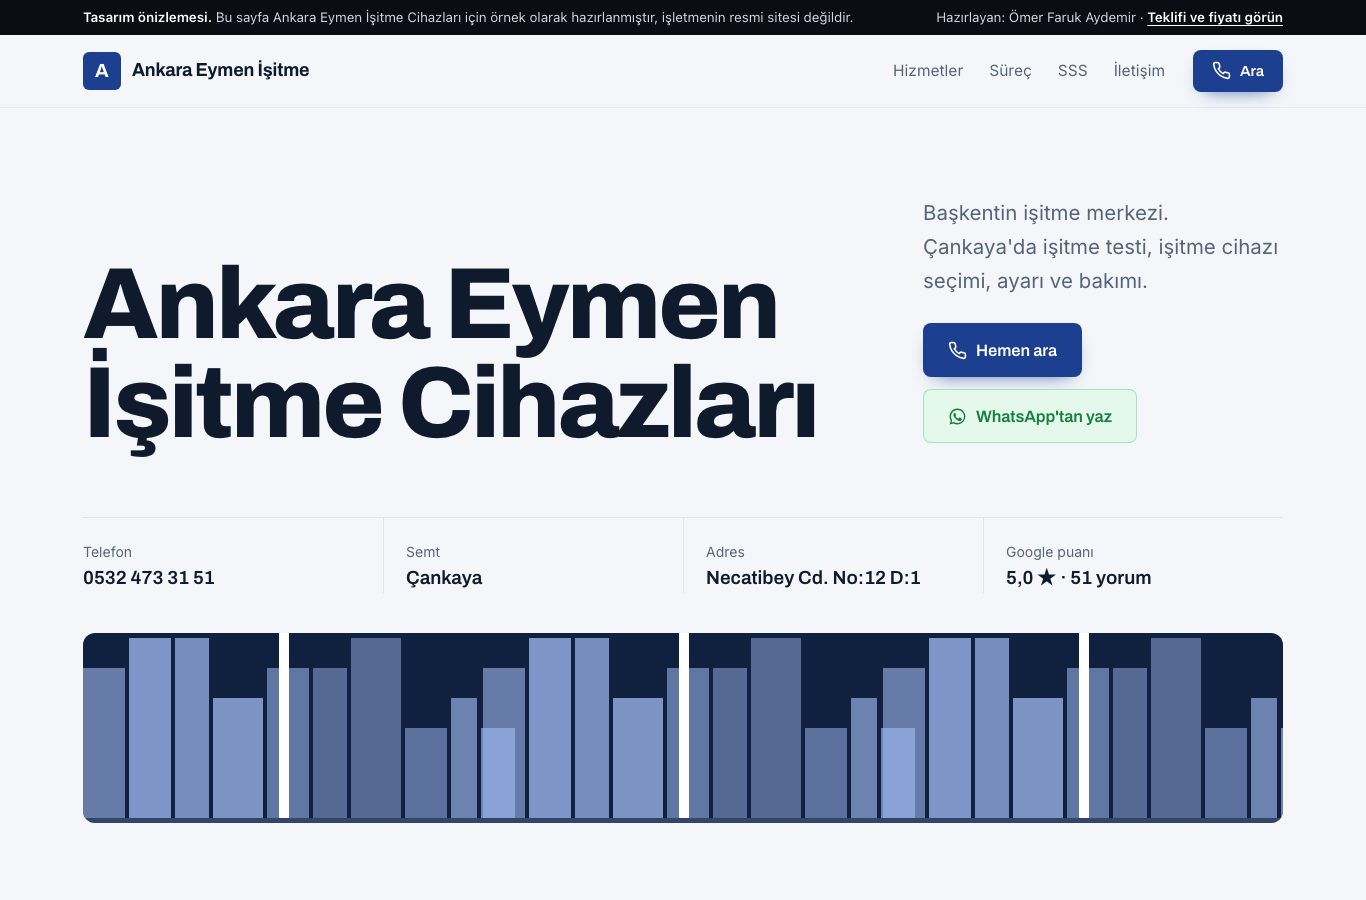 Tasarım önizlemesi. Bu sayfa Ankara Eymen İşitme Cihazları için örnek olarak hazırlanmıştır, işletmenin resmi sitesi değildir.
Hazırlayan: Ömer Faruk Aydemir · Teklifi ve fiyatı görün
A
Ankara Eymen İşitme
Hizmetler
Süreç
SSS
İletişim
Ara
Ankara Eymen
İşitme Cihazları
Başkentin işitme merkezi.
Çankaya'da işitme testi, işitme cihazı
seçimi, ayarı ve bakımı.
Hemen ara
WhatsApp'tan yaz
Telefon
0532 473 31 51
Semt
Çankaya
Adres
Necatibey Cd. No:12 D:1
Google puanı
5,0 ★ · 51 yorum